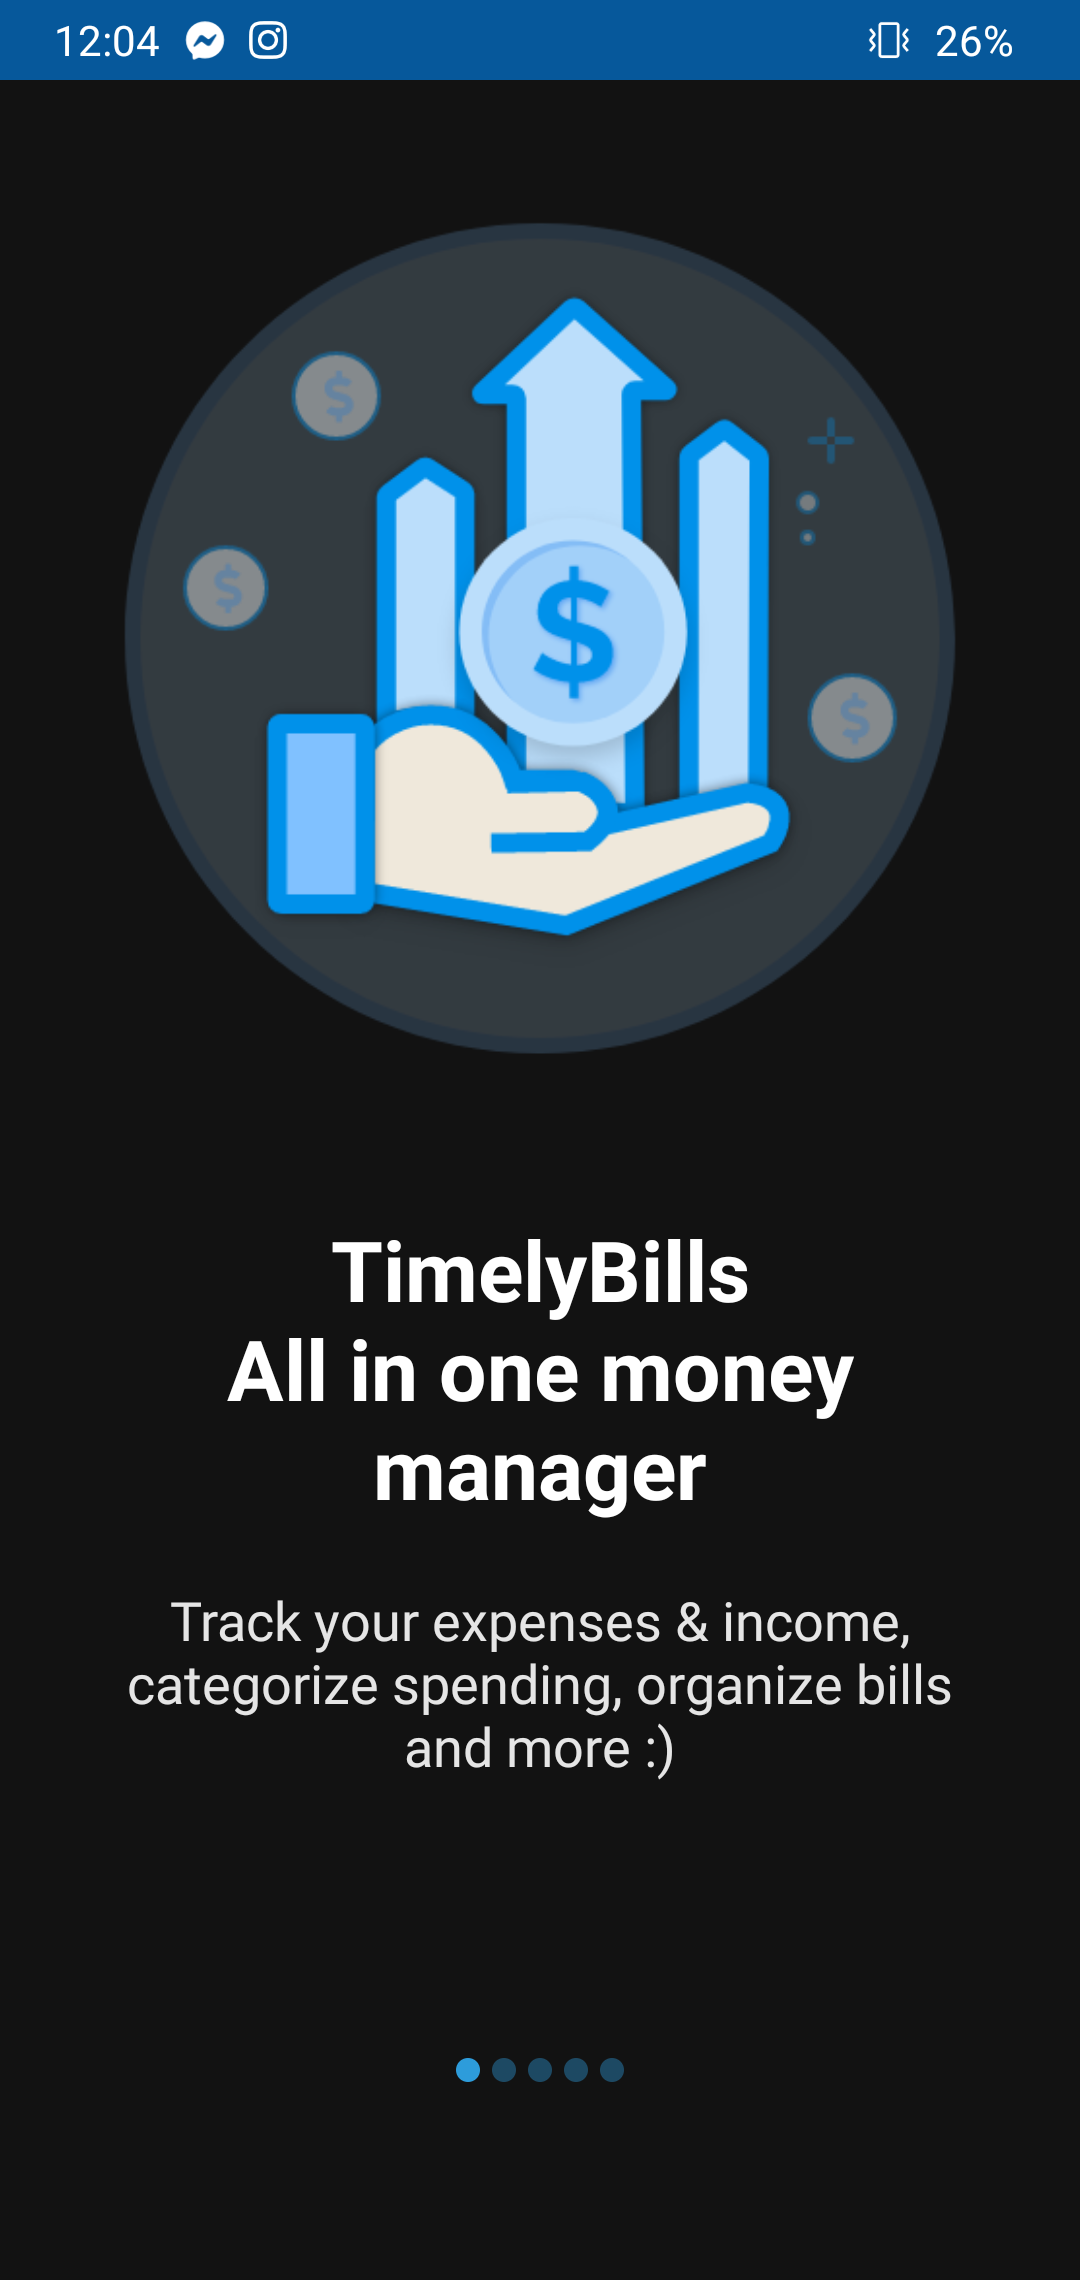 12:04 26%
$
$
$
$
TimelyBills
All in one money
manager
Track your expenses & income,
categorize spending, organize bills
and more :)